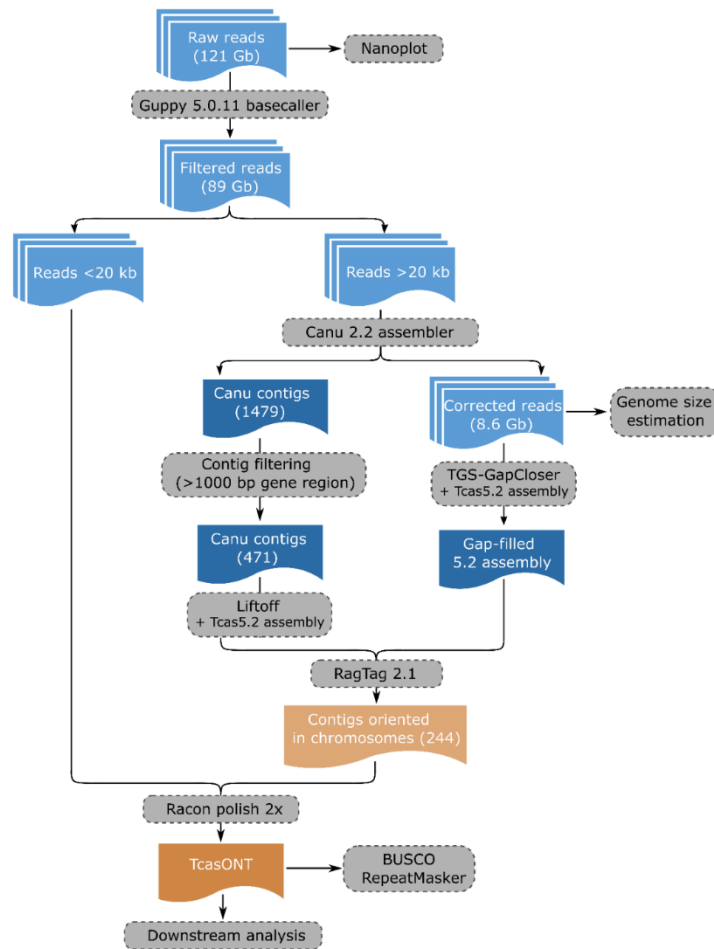 Raw reads
(121 Gb)
Nanoplot
Guppy 5.0.11 basecaller
Filtered reads
(89 Gb)
Reads <20 kb
Reads >20 kb
Canu 2.2 assembler
Canu contigs
(1479)
Corrected reads
(8.6 Gb)
Genome size
estimation
Contig filtering
(>1000 bp gene region)
TGS-GapCloser
+ Tcas5.2 assembly
Canu contigs
(471)
Gap-filled
5.2 assembly
Liftoff
+ Tcas5.2 assembly
RagTag 2.1
Contigs oriented
in chromosomes (244)
Racon polish 2x
TcasONT
BUSCO
RepeatMasker
Downstream analysis